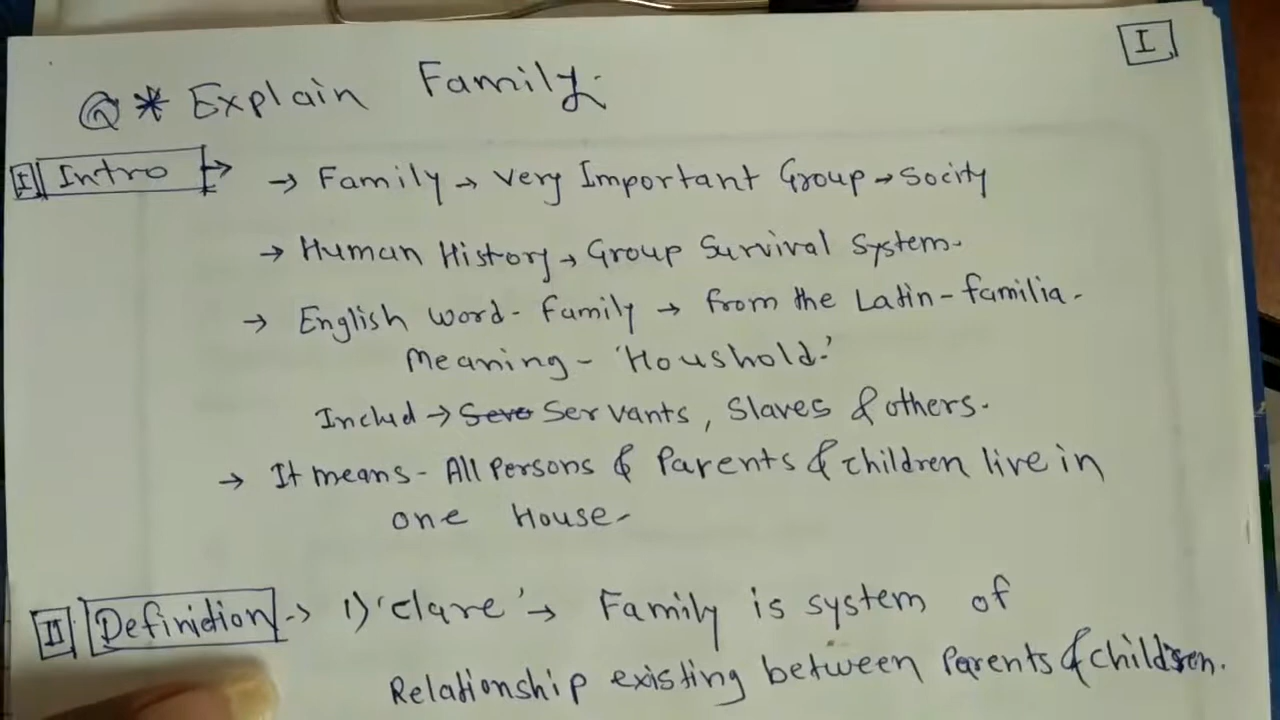 I
Q * Explain Family.
I Intro → → Family → Very Important Group → Socity
→ Human History → Group Survival System.
→ English word - Family → from the Latin - familia -
Meaning - 'Houshold.'
Includ → Seve Servants, Slaves & others.
→ It means - All Persons & Parents & children live in
one House -
II Definition → 1) 'clare' → Family is system of
Relationship existing between Parents & children.